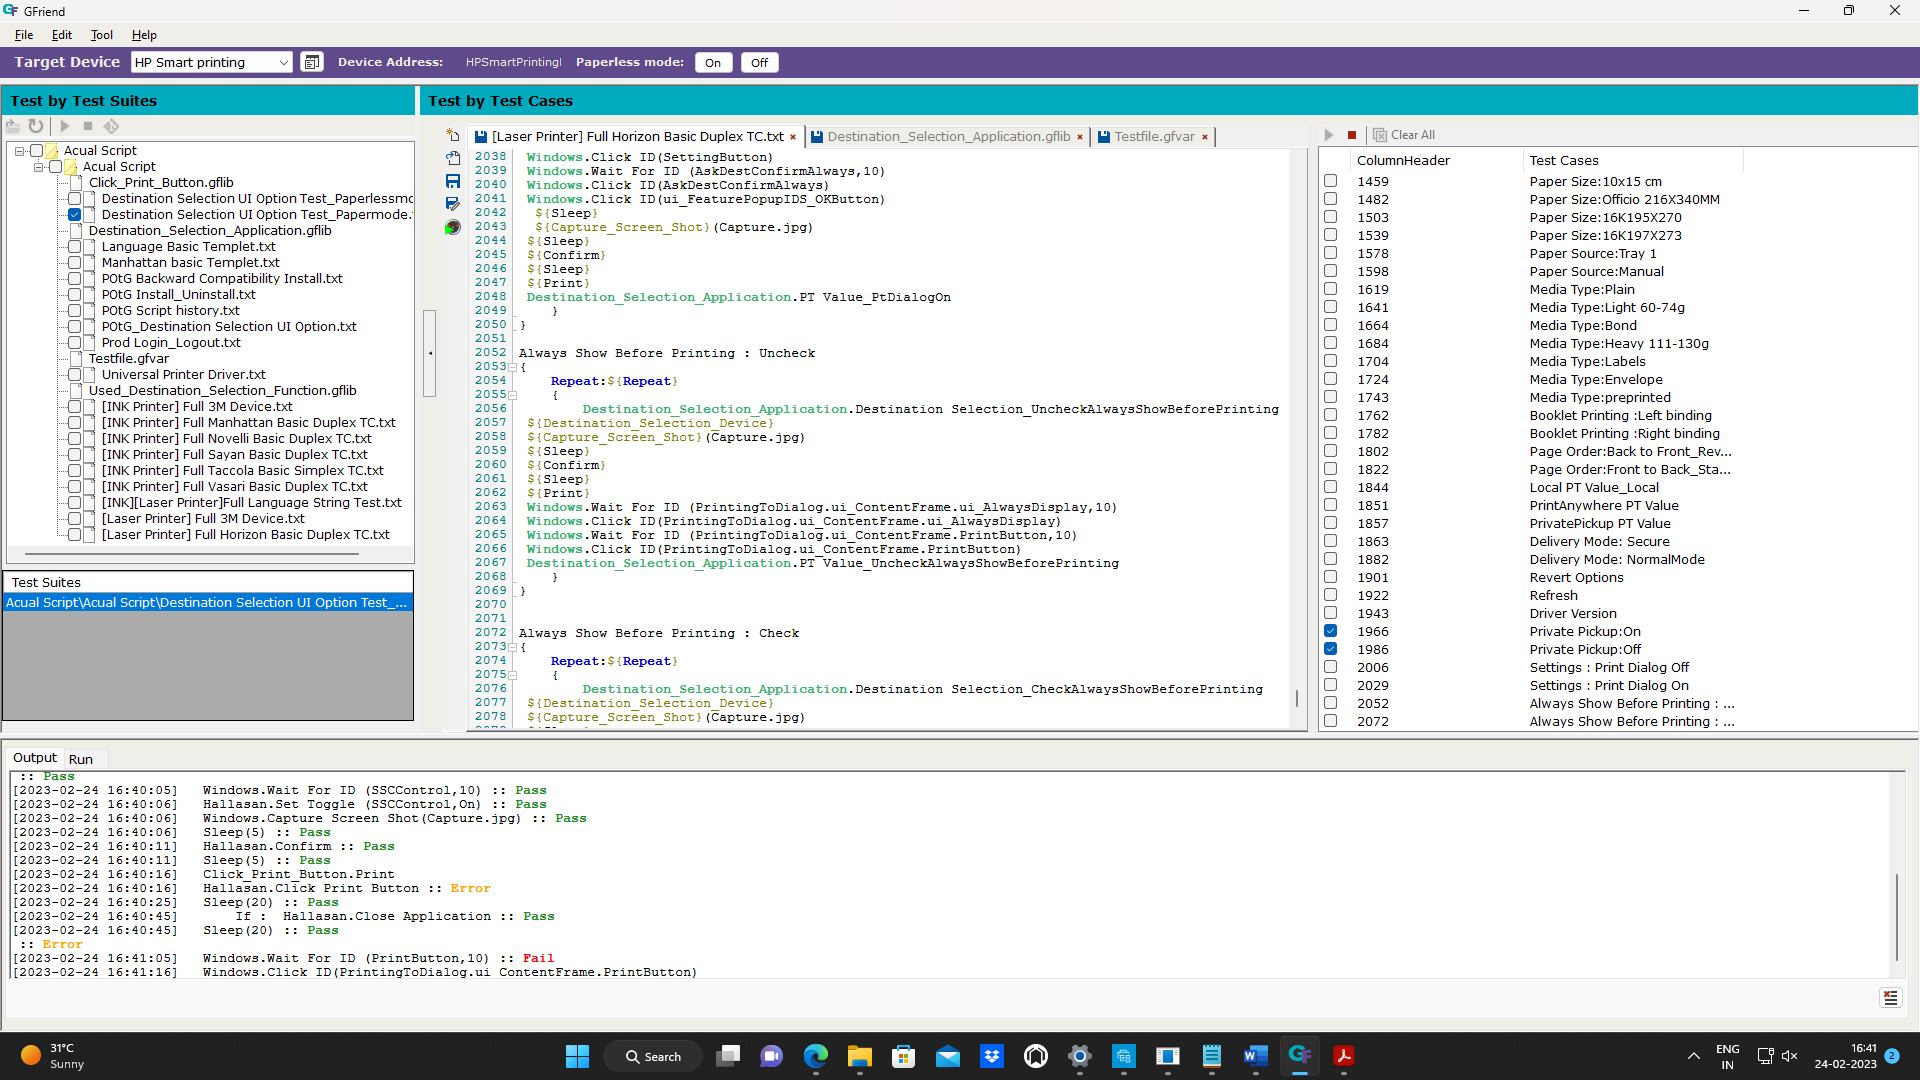 GFriend
File Edit Tool Help
Target Device HP Smart printing Device Address: HPSmartPrintingI Paperless mode: On Off
Test by Test Suites
Acual Script
Acual Script
Click_Print_Button.gflib
Destination Selection UI Option Test_Paperlessmo
Destination Selection UI Option Test_Papermode.
Destination_Selection_Application.gflib
Language Basic Templet.txt
Manhattan basic Templet.txt
POtG Backward Compatibility Install.txt
POtG Install_Uninstall.txt
POtG Script history.txt
POtG_Destination Selection UI Option.txt
Prod Login_Logout.txt
Testfile.gfvar
Universal Printer Driver.txt
Used_Destination_Selection_Function.gflib
[INK Printer] Full 3M Device.txt
[INK Printer] Full Manhattan Basic Duplex TC.txt
[INK Printer] Full Novelli Basic Duplex TC.txt
[INK Printer] Full Sayan Basic Duplex TC.txt
[INK Printer] Full Taccola Basic Simplex TC.txt
[INK Printer] Full Vasari Basic Duplex TC.txt
[INK][Laser Printer]Full Language String Test.txt
[Laser Printer] Full 3M Device.txt
[Laser Printer] Full Horizon Basic Duplex TC.txt
Test Suites
Acual Script\Acual Script\Destination Selection UI Option Test_...
Test by Test Cases
[Laser Printer] Full Horizon Basic Duplex TC.txt × Destination_Selection_Application.gflib × Testfile.gfvar ×
2038 Windows.Click ID(SettingButton)
2039 Windows.Wait For ID (AskDestConfirmAlways,10)
2040 Windows.Click ID(AskDestConfirmAlways)
2041 Windows.Click ID(ui_FeaturePopupIDS_OKButton)
2042 ${Sleep}
2043 ${Capture_Screen_Shot}(Capture.jpg)
2044 ${Sleep}
2045 ${Confirm}
2046 ${Sleep}
2047 ${Print}
2048 Destination_Selection_Application.PT Value_PtDialogOn
2049 }
2050 }
2051
2052 Always Show Before Printing : Uncheck
2053 {
2054 Repeat:${Repeat}
2055 {
2056 Destination_Selection_Application.Destination Selection_UncheckAlwaysShowBeforePrinting
2057 ${Destination_Selection_Device}
2058 ${Capture_Screen_Shot}(Capture.jpg)
2059 ${Sleep}
2060 ${Confirm}
2061 ${Sleep}
2062 ${Print}
2063 Windows.Wait For ID (PrintingToDialog.ui_ContentFrame.ui_AlwaysDisplay,10)
2064 Windows.Click ID(PrintingToDialog.ui_ContentFrame.ui_AlwaysDisplay)
2065 Windows.Wait For ID (PrintingToDialog.ui_ContentFrame.PrintButton,10)
2066 Windows.Click ID(PrintingToDialog.ui_ContentFrame.PrintButton)
2067 Destination_Selection_Application.PT Value_UncheckAlwaysShowBeforePrinting
2068 }
2069 }
2070
2071
2072 Always Show Before Printing : Check
2073 {
2074 Repeat:${Repeat}
2075 {
2076 Destination_Selection_Application.Destination Selection_CheckAlwaysShowBeforePrinting
2077 ${Destination_Selection_Device}
2078 ${Capture_Screen_Shot}(Capture.jpg)
Clear All
ColumnHeader Test Cases
1459 Paper Size:10x15 cm
1482 Paper Size:Officio 216X340MM
1503 Paper Size:16K195X270
1539 Paper Size:16K197X273
1578 Paper Source:Tray 1
1598 Paper Source:Manual
1619 Media Type:Plain
1641 Media Type:Light 60-74g
1664 Media Type:Bond
1684 Media Type:Heavy 111-130g
1704 Media Type:Labels
1724 Media Type:Envelope
1743 Media Type:preprinted
1762 Booklet Printing :Left binding
1782 Booklet Printing :Right binding
1802 Page Order:Back to Front_Rev...
1822 Page Order:Front to Back_Sta...
1844 Local PT Value_Local
1851 PrintAnywhere PT Value
1857 PrivatePickup PT Value
1863 Delivery Mode: Secure
1882 Delivery Mode: NormalMode
1901 Revert Options
1922 Refresh
1943 Driver Version
1966 Private Pickup:On
1986 Private Pickup:Off
2006 Settings : Print Dialog Off
2029 Settings : Print Dialog On
2052 Always Show Before Printing : ...
2072 Always Show Before Printing : ...
Output Run
:: Pass
[2023-02-24 16:40:05] Windows.Wait For ID (SSCControl,10) :: Pass
[2023-02-24 16:40:06] Hallasan.Set Toggle (SSCControl,On) :: Pass
[2023-02-24 16:40:06] Windows.Capture Screen Shot(Capture.jpg) :: Pass
[2023-02-24 16:40:06] Sleep(5) :: Pass
[2023-02-24 16:40:11] Hallasan.Confirm :: Pass
[2023-02-24 16:40:11] Sleep(5) :: Pass
[2023-02-24 16:40:16] Click_Print_Button.Print
[2023-02-24 16:40:16] Hallasan.Click Print Button :: Error
[2023-02-24 16:40:25] Sleep(20) :: Pass
[2023-02-24 16:40:45] If : Hallasan.Close Application :: Pass
[2023-02-24 16:40:45] Sleep(20) :: Pass
:: Error
[2023-02-24 16:41:05] Windows.Wait For ID (PrintButton,10) :: Fail
[2023-02-24 16:41:16] Windows.Click ID(PrintingToDialog.ui ContentFrame.PrintButton)
31°C
Sunny
Search
ENG
IN
16:41
24-02-2023
2